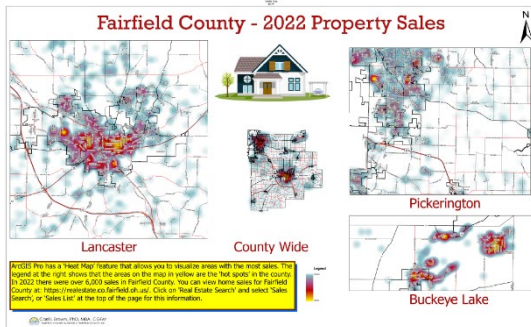 Fairfield County - 2022 Property Sales
N
Lancaster
County Wide
Pickerington
Buckeye Lake
Legend
ArcGIS Pro has a 'Heat Map' feature that allows you to visualize areas with the most sales. The
legend at the right shows that the areas on the map in yellow are the 'hot spots' in the county.
In 2022 there were over 6,000 sales in Fairfield County. You can view home sales for Fairfield
County at: https://realestate.co.fairfield.oh.us/. Click on 'Real Estate Search' and select 'Sales
Search', or 'Sales List' at the top of the page for this information.